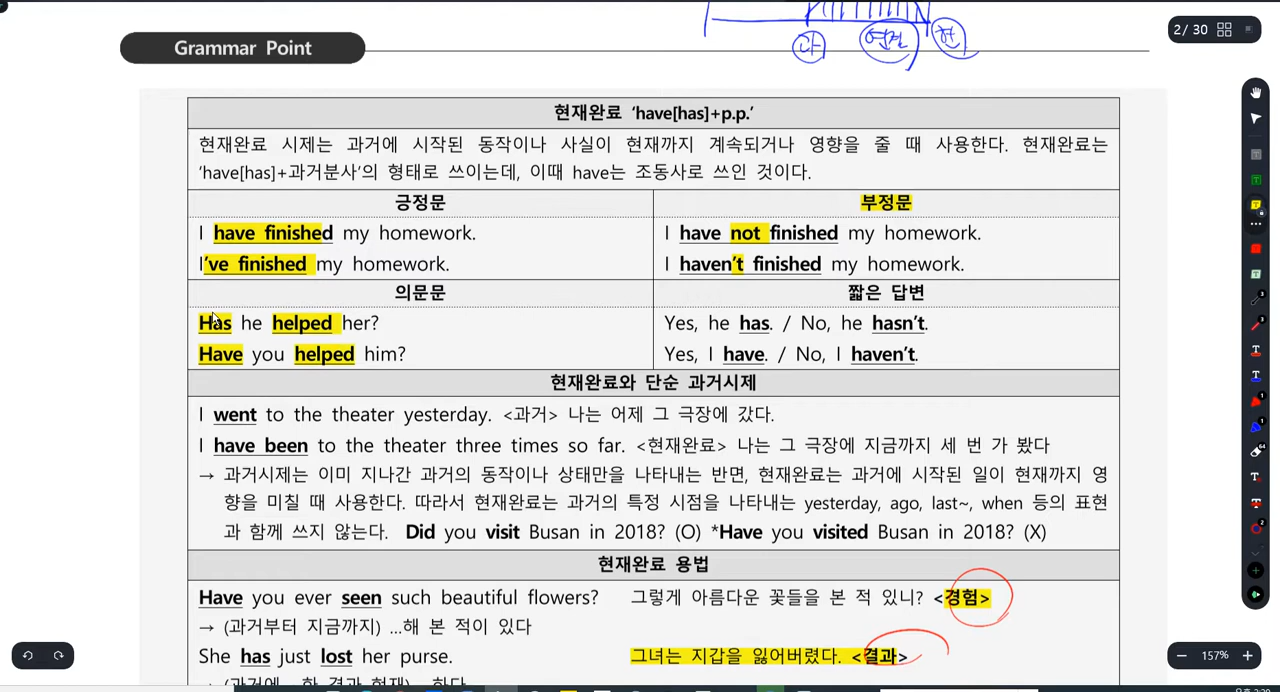 2 / 30
과 연결 현
Grammar Point
현재완료 ‘have[has]+p.p.’
현재완료 시제는 과거에 시작된 동작이나 사실이 현재까지 계속되거나 영향을 줄 때 사용한다. 현재완료는
‘have[has]+과거분사’의 형태로 쓰이는데, 이때 have는 조동사로 쓰인 것이다.
긍정문
I have finished my homework.
I’ve finished my homework.
부정문
I have not finished my homework.
I haven’t finished my homework.
의문문
Has he helped her?
Have you helped him?
짧은 답변
Yes, he has. / No, he hasn’t.
Yes, I have. / No, I haven’t.
현재완료와 단순 과거시제
I went to the theater yesterday. <과거> 나는 어제 그 극장에 갔다.
I have been to the theater three times so far. <현재완료> 나는 그 극장에 지금까지 세 번 가 봤다
→ 과거시제는 이미 지나간 과거의 동작이나 상태만을 나타내는 반면, 현재완료는 과거에 시작된 일이 현재까지 영
향을 미칠 때 사용한다. 따라서 현재완료는 과거의 특정 시점을 나타내는 yesterday, ago, last~, when 등의 표현
과 함께 쓰지 않는다. Did you visit Busan in 2018? (O) *Have you visited Busan in 2018? (X)
현재완료 용법
Have you ever seen such beautiful flowers? 그렇게 아름다운 꽃들을 본 적 있니? <경험>
→ (과거부터 지금까지) …해 본 적이 있다
She has just lost her purse. 그녀는 지갑을 잃어버렸다. <결과>
157%